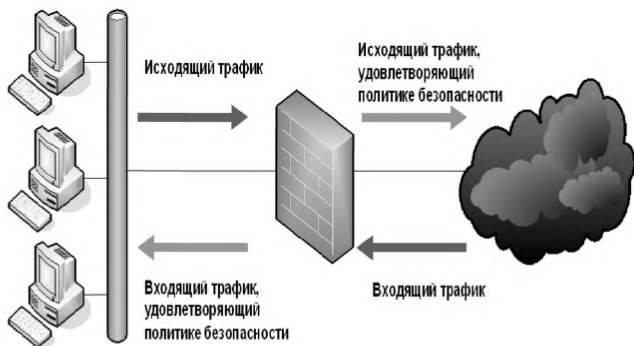 Исходящий трафик
Исходящий трафик,
удовлетворяющий
политике безопасности
Входящий трафик,
удовлетворяющий
политике безопасности
Входящий трафик